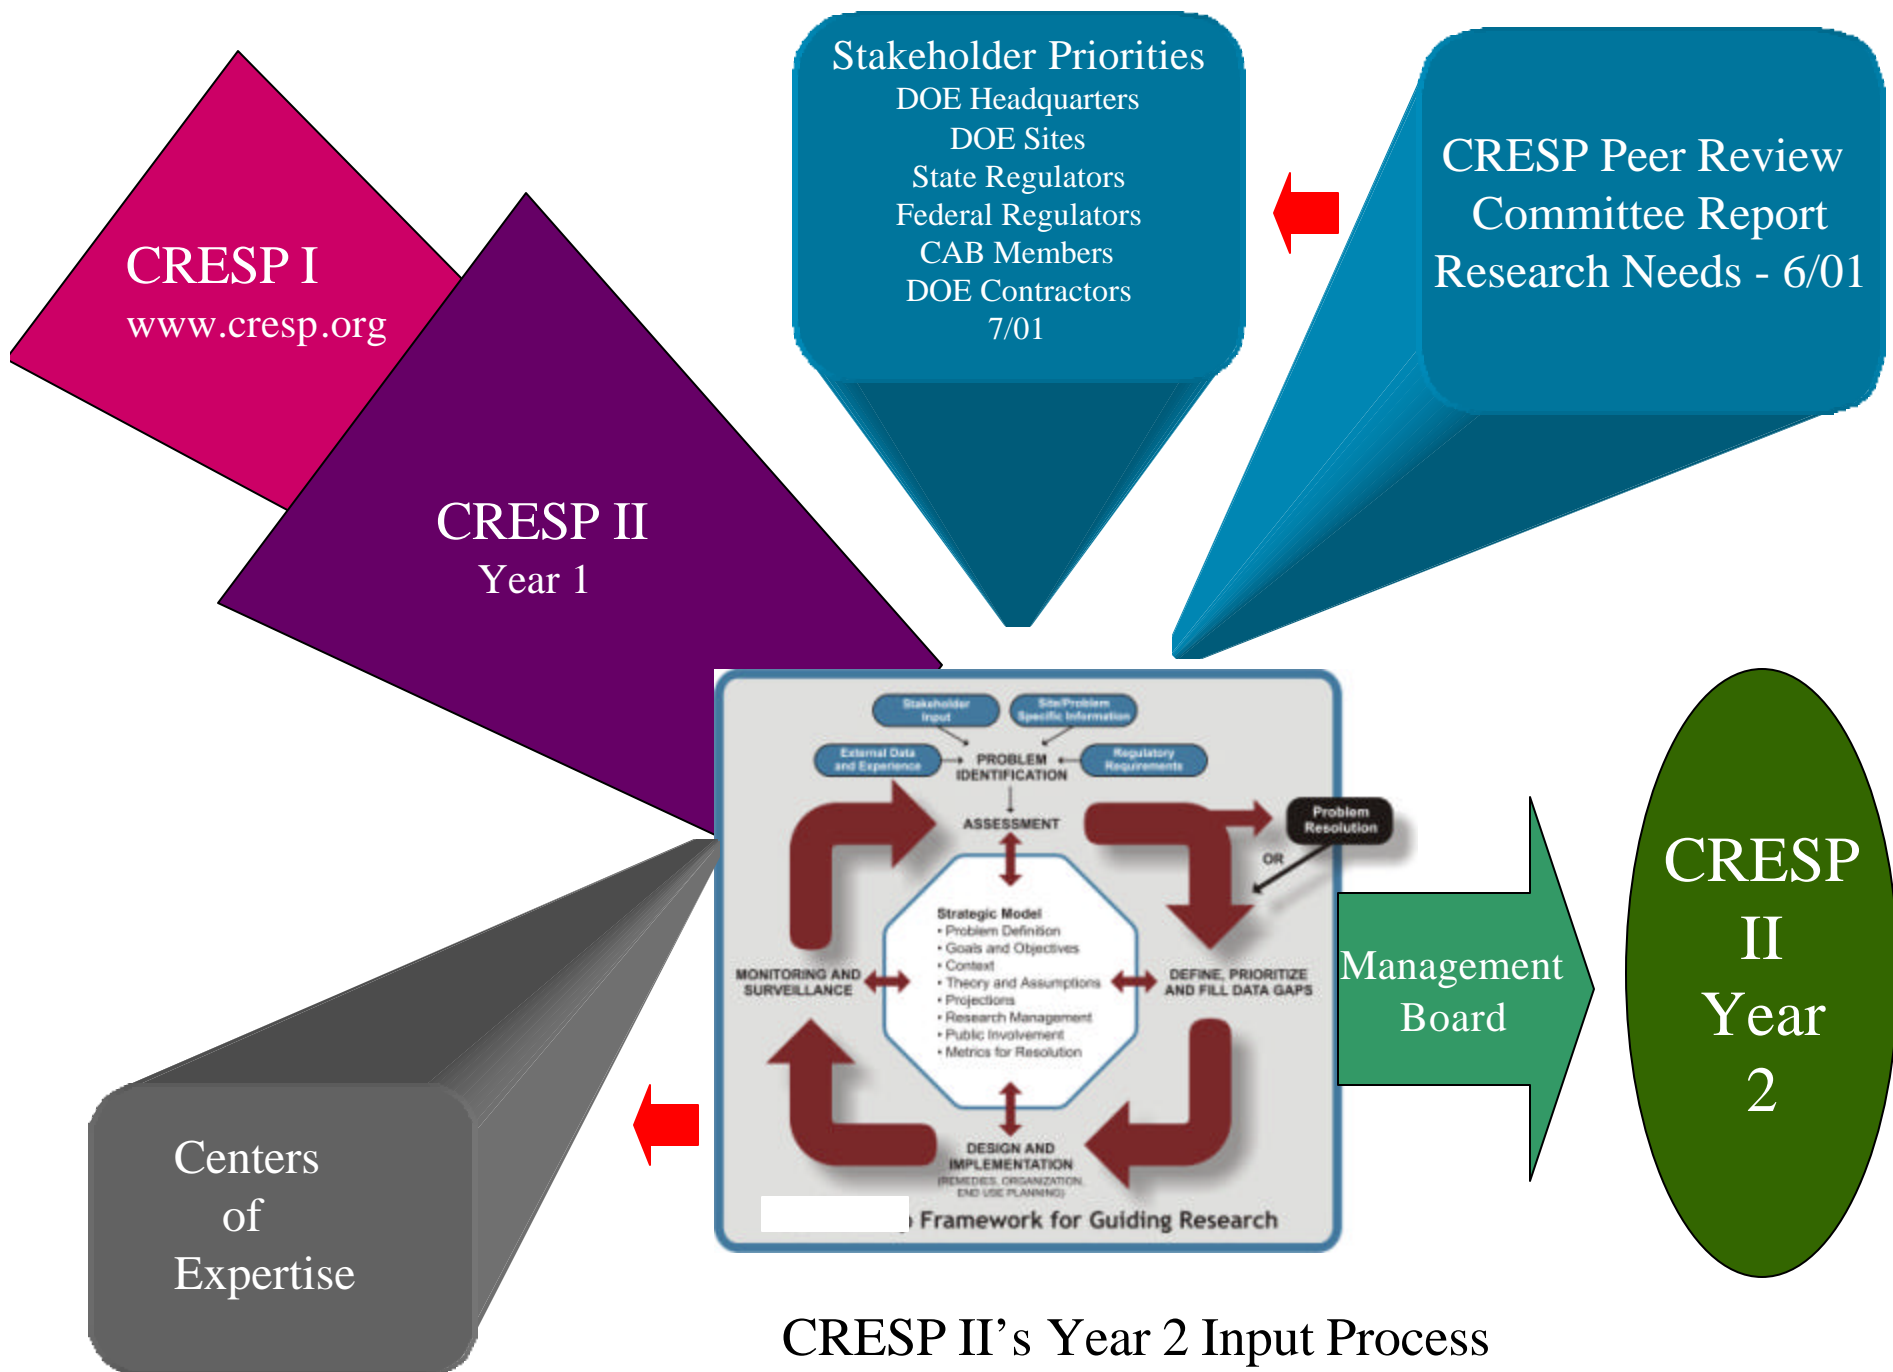 CRESP I
www.cresp.org
CRESP II
Year 1
Stakeholder Priorities
DOE Headquarters
DOE Sites
State Regulators
Federal Regulators
CAB Members
DOE Contractors
7/01
CRESP Peer Review
Committee Report
Research Needs - 6/01
Stakeholder
Input
Site/Problem
Specific Information
External Data
and Experience
PROBLEM
IDENTIFICATION
Regulatory
Requirements
ASSESSMENT
Problem
Resolution
OR
Strategic Model
• Problem Definition
• Goals and Objectives
• Context
• Theory and Assumptions
• Projections
• Research Management
• Public Involvement
• Metrics for Resolution
MONITORING AND
SURVEILLANCE
DEFINE, PRIORITIZE
AND FILL DATA GAPS
DESIGN AND
IMPLEMENTATION
(REMEDIES, ORGANIZATION,
END USE PLANNING)
Framework for Guiding Research
Management
Board
CRESP
II
Year
2
Centers
of
Expertise
CRESP II’s Year 2 Input Process